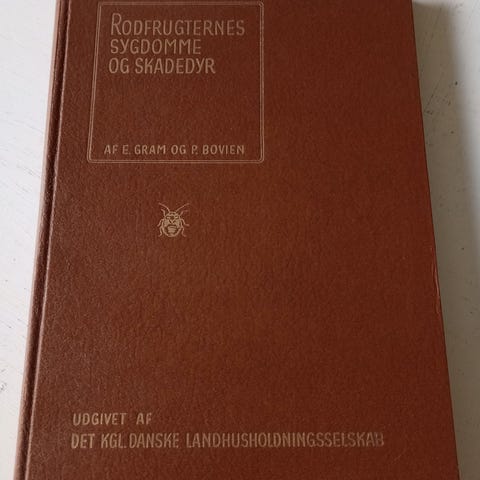 RODFRUGTERNES
SYGDOMME
OG SKADEDYR
AF E. GRAM OG P. BOVIEN
UDGIVET AF
DET KGL. DANSKE LANDHUSHOLDNINGSSELSKAB